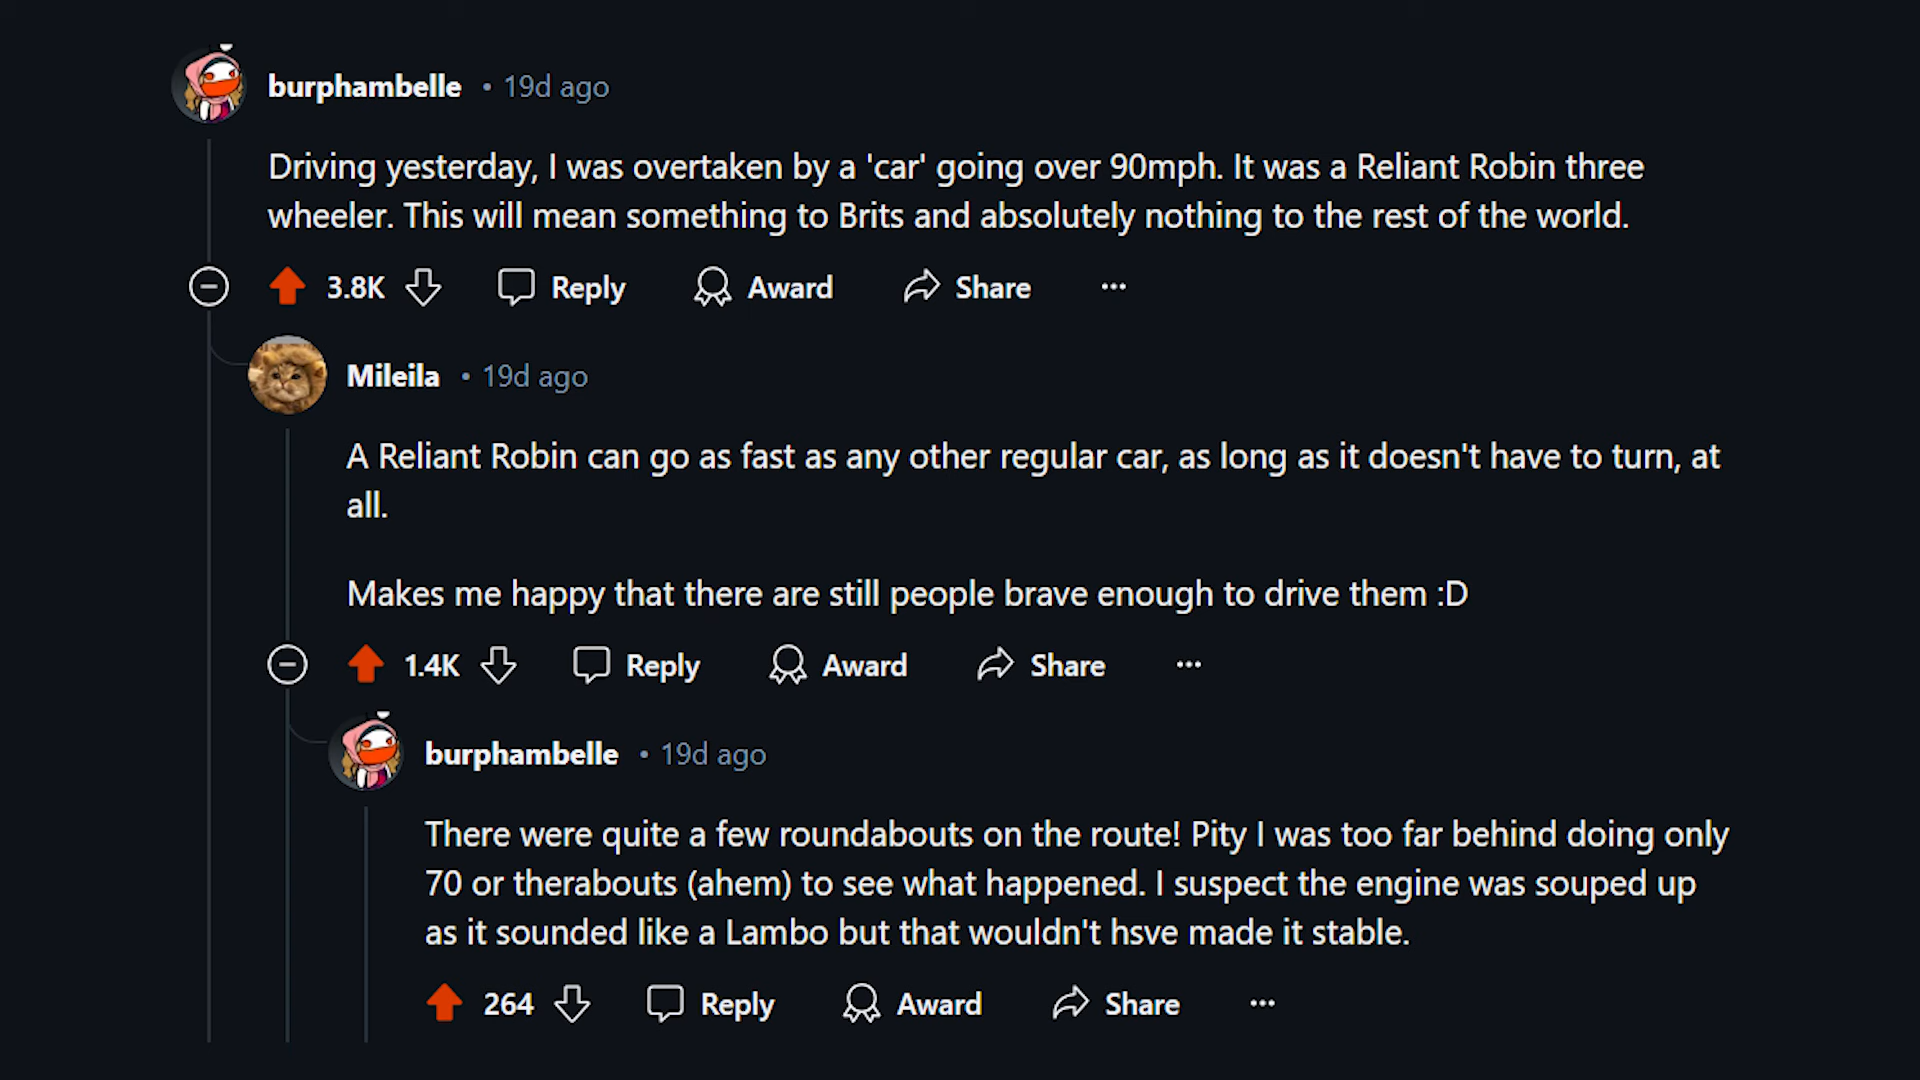 burphambelle • 19d ago
Driving yesterday, I was overtaken by a 'car' going over 90mph. It was a Reliant Robin three
wheeler. This will mean something to Brits and absolutely nothing to the rest of the world.
3.8K Reply Award Share ...
Mileila • 19d ago
A Reliant Robin can go as fast as any other regular car, as long as it doesn't have to turn, at
all.
Makes me happy that there are still people brave enough to drive them :D
1.4K Reply Award Share ...
burphambelle • 19d ago
There were quite a few roundabouts on the route! Pity I was too far behind doing only
70 or therabouts (ahem) to see what happened. I suspect the engine was souped up
as it sounded like a Lambo but that wouldn't hsve made it stable.
264 Reply Award Share ...